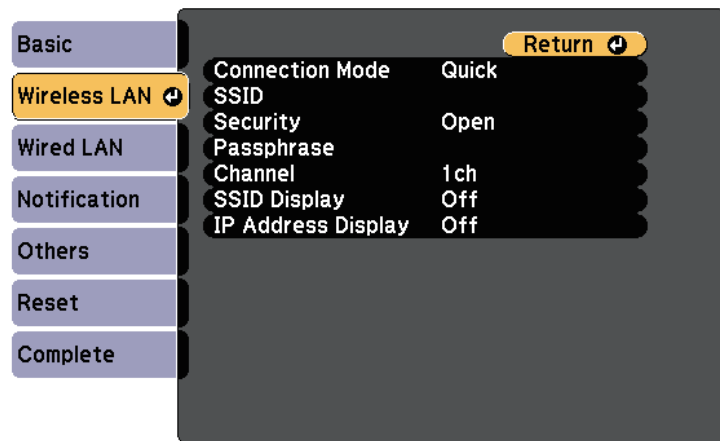 Basic
Wireless LAN
Wired LAN
Notification
Others
Reset
Complete
Return
Connection Mode Quick
SSID
Security Open
Passphrase
Channel 1ch
SSID Display Off
IP Address Display Off